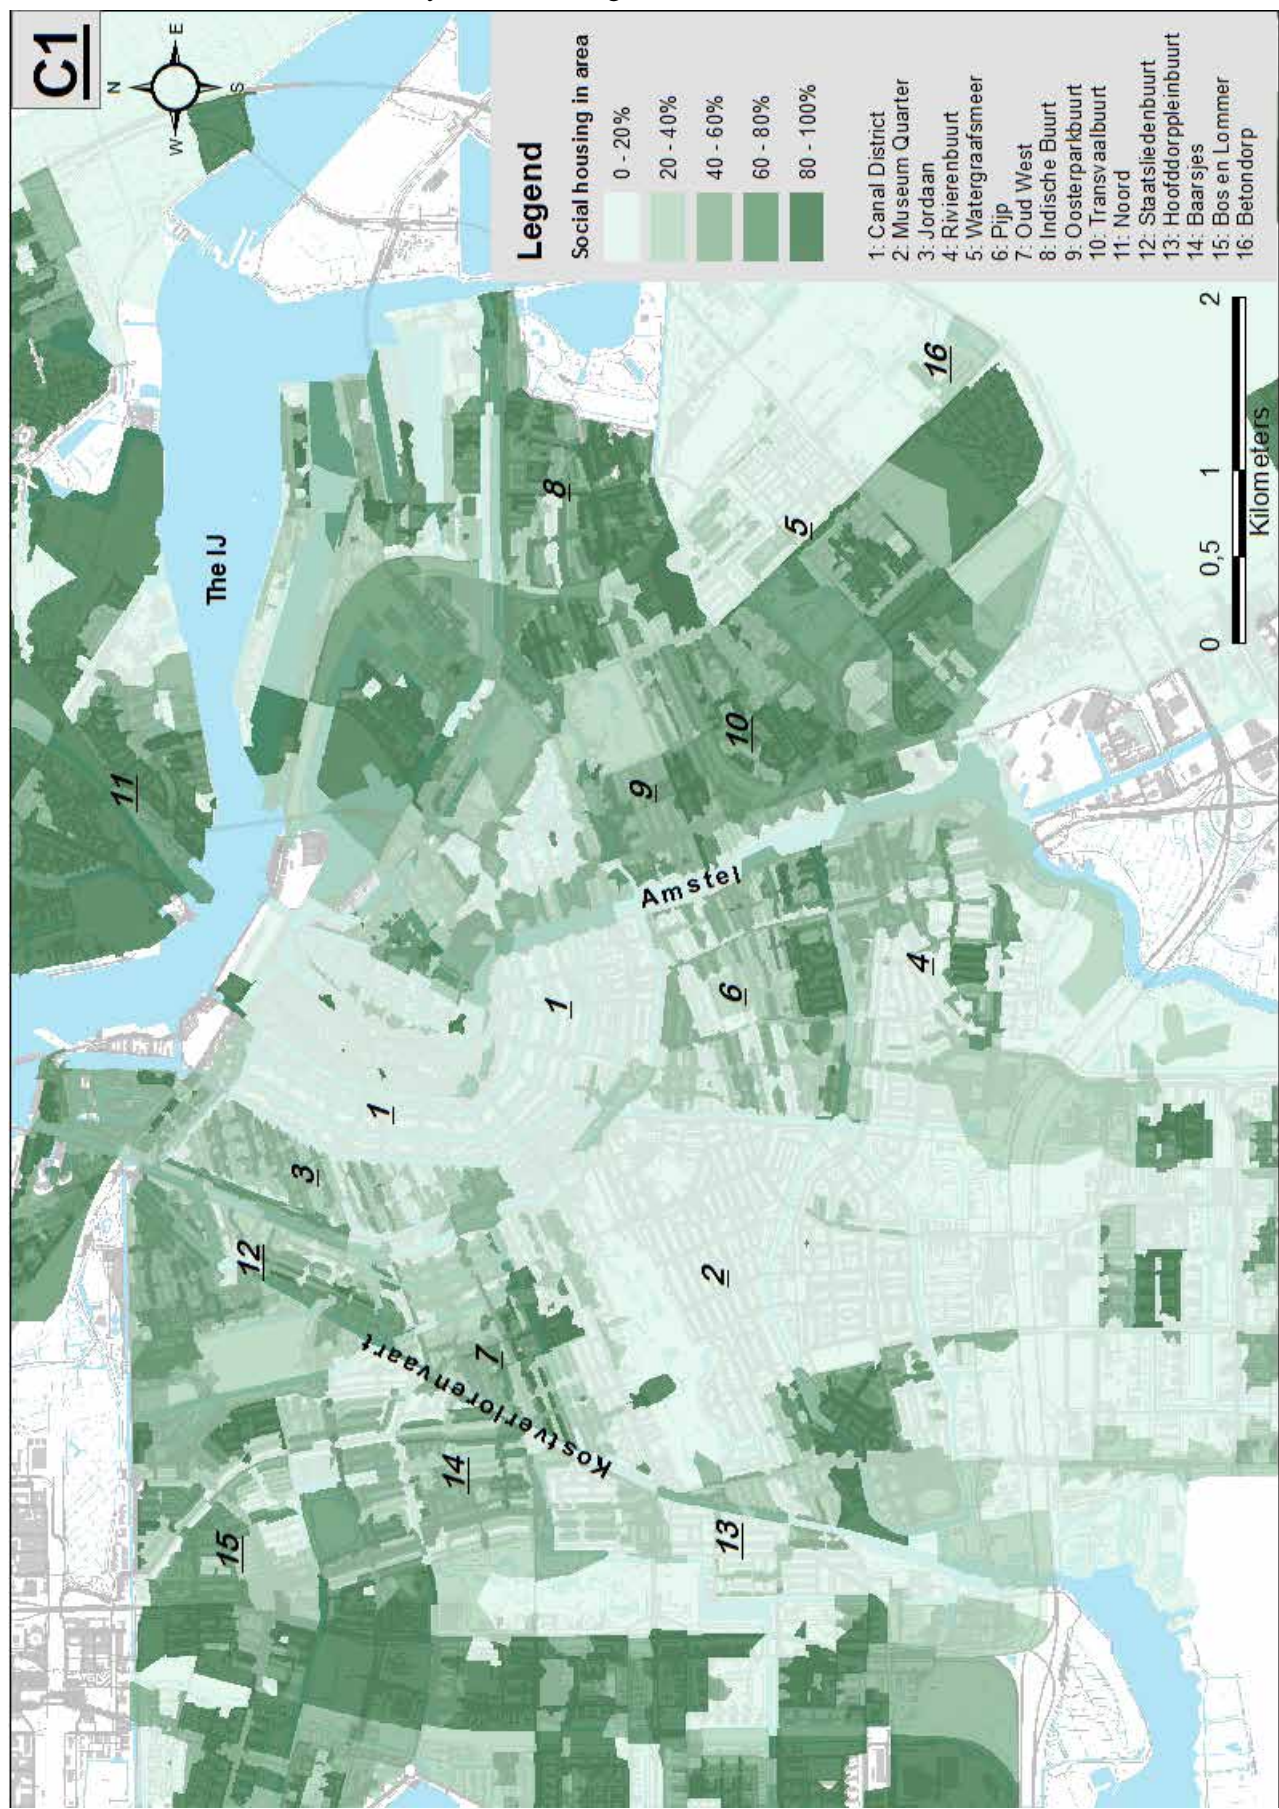 C1
N
E
S
W
Legend
Social housing in area
0 - 20%
20 - 40%
40 - 60%
60 - 80%
80 - 100%
1: Canal District
2: Museum Quarter
3: Jordaan
4: Rivierenbuurt
5: Watergraafsmeer
6: Pijp
7: Oud West
8: Indische Buurt
9: Oosterparkbuurt
10: Transvaalbuurt
11: Noord
12: Staatsliedenbuurt
13: Hoofddorppleinbuurt
14: Baarsjes
15: Bos en Lommer
16: Betondorp
0 0,5 1 2
Kilometers
The IJ
Amstel
Kostverlorenvaart
11
8
16
5
10
9
1
6
4
1
3
12
2
7
14
15
13